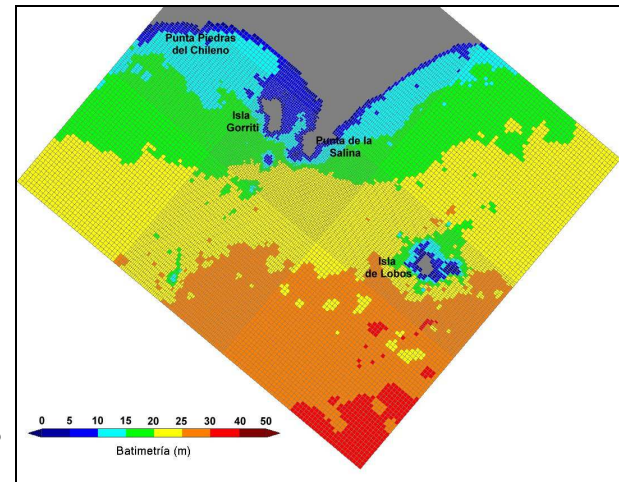 Punta Piedras
del Chileno
Isla
Gorriti
Punta de la
Salina
Isla
de Lobos
0 5 10 15 20 25 30 40 50
Batimetría (m)